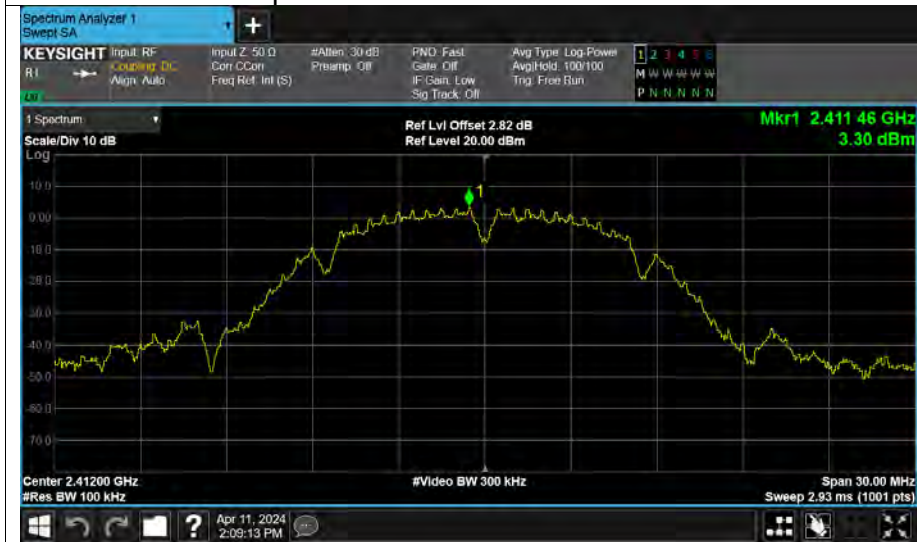 Spectrum Analyzer 1
Swept SA
+
KEYSIGHT Input: RF Input Z: 50 Ω #Atten: 30 dB PNO: Fast Avg Type: Log-Power 1 2 3 4 5 6
Coupling: DC Corr CCorr Preamp: Off Gate: Off Avg|Hold: 100/100 M W W W W W
Align: Auto Freq Ref: Int (S) IF Gain: Low Trig: Free Run
Sig Track: Off P N N N N N
1 Spectrum
Ref Lvl Offset 2.82 dB Mkr1 2.411 46 GHz
Scale/Div 10 dB Ref Level 20.00 dBm 3.30 dBm
Log
10.0
1
0.00
-40.0
-50.0
-60.0
-70.0
Center 2.41200 GHz #Video BW 300 kHz Span 30.00 MHz
#Res BW 100 kHz Sweep 2.93 ms (1001 pts)
? Apr 11, 2024
2:09:13 PM